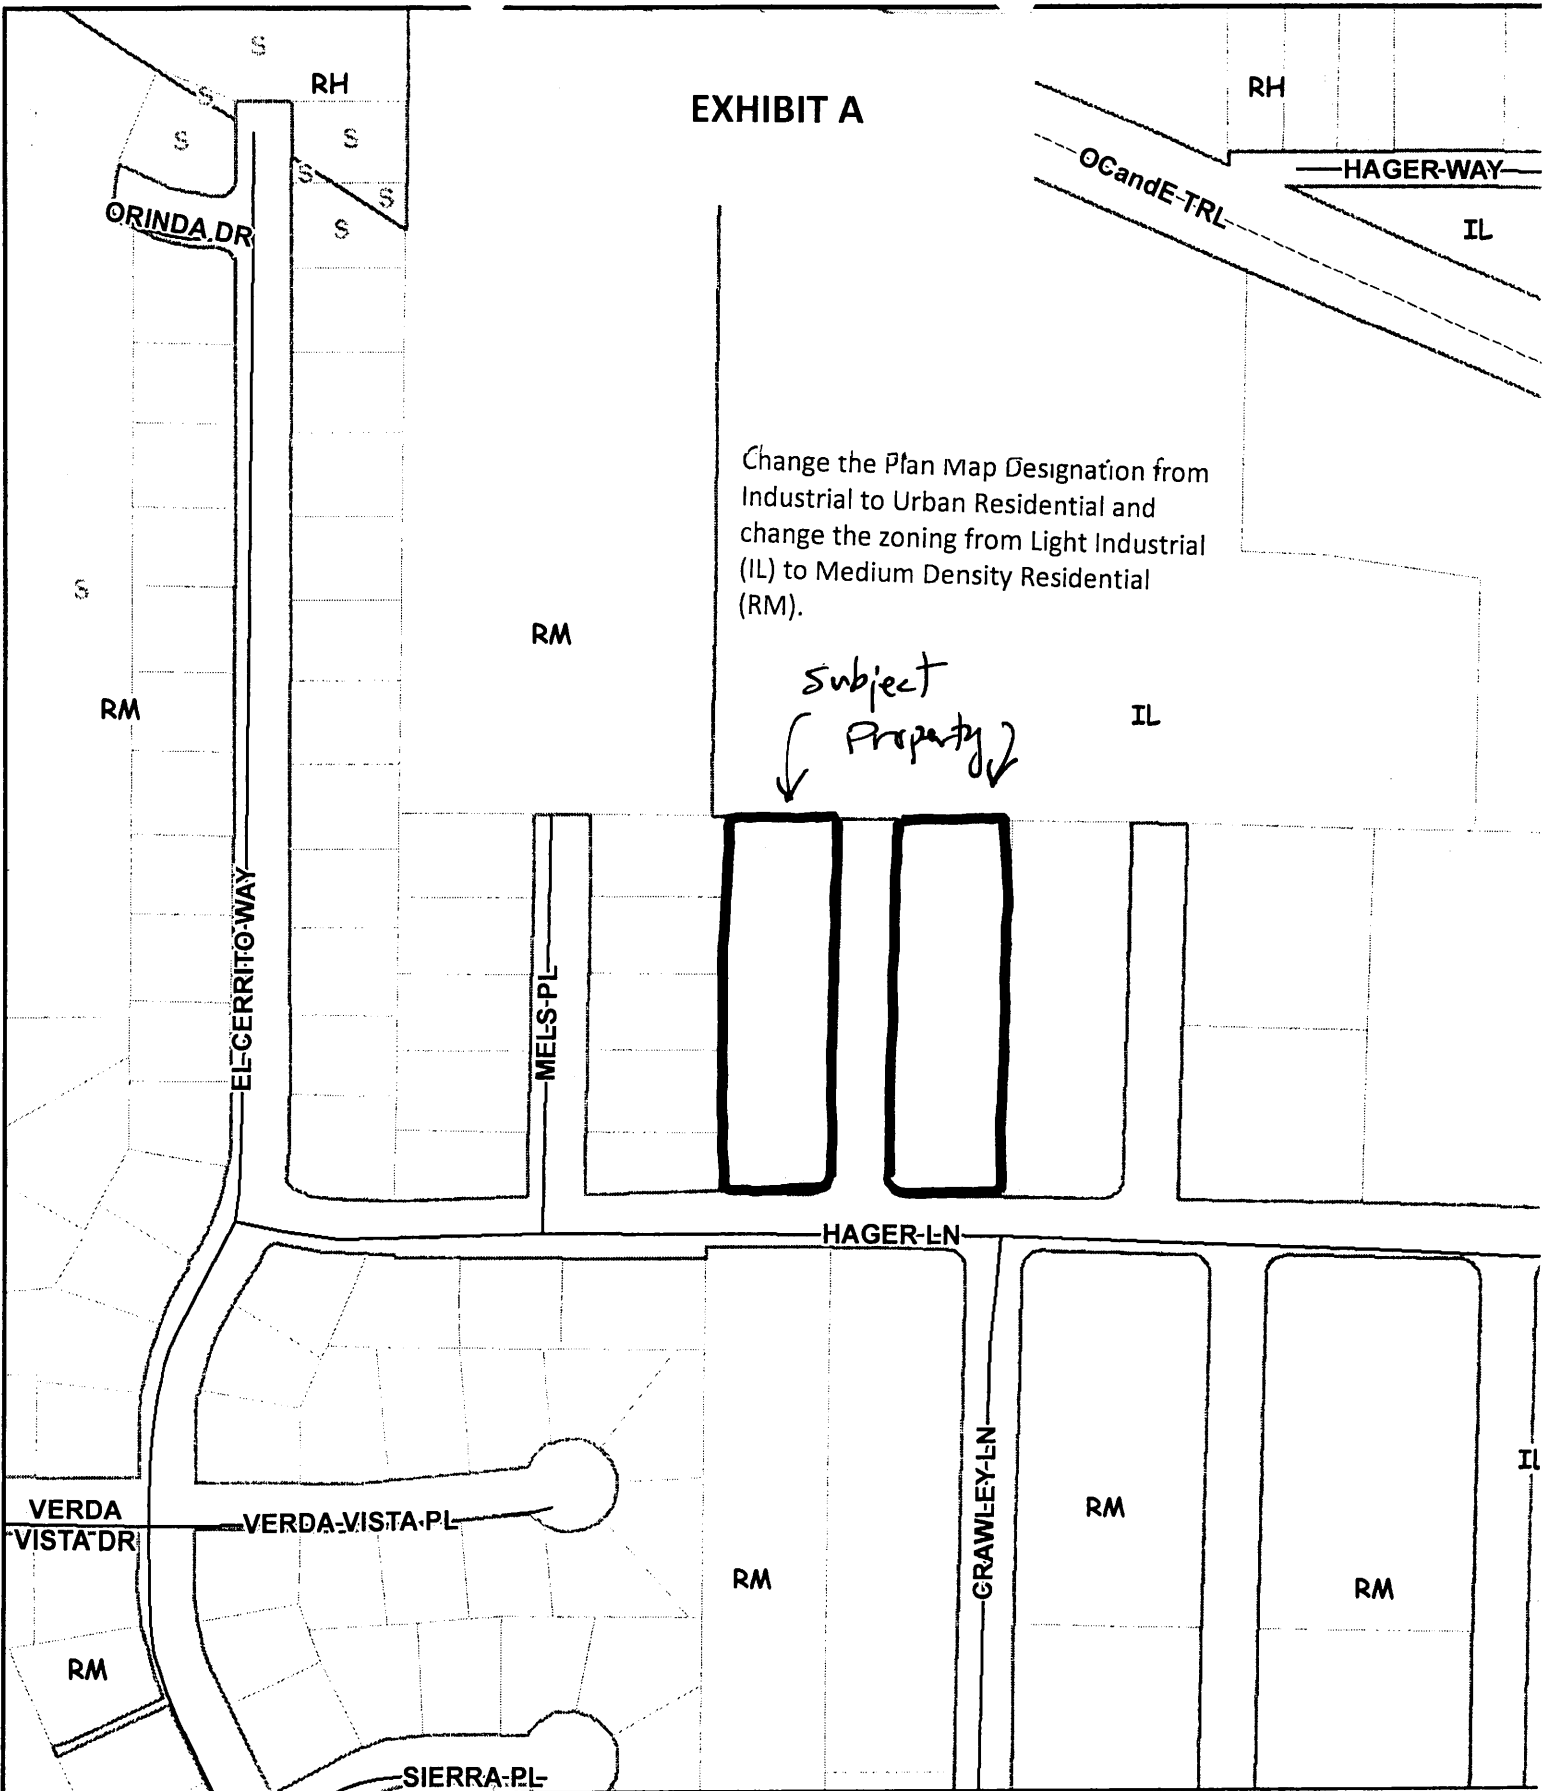 S
RH
EXHIBIT A
RH
S
S
S
OCandE TRL
HAGER WAY
S
S
ORINDA DR
S
IL
Change the Plan Map Designation from
Industrial to Urban Residential and
change the zoning from Light Industrial
(IL) to Medium Density Residential
(RM).
S
RM
Subject
Property
RM
IL
EL CERRITO WAY
MEL S PL
HAGER LN
CRAWLEY LN
IL
VERDA
VISTA DR
VERDA VISTA PL
RM
RM
RM
RM
SIERRA PL